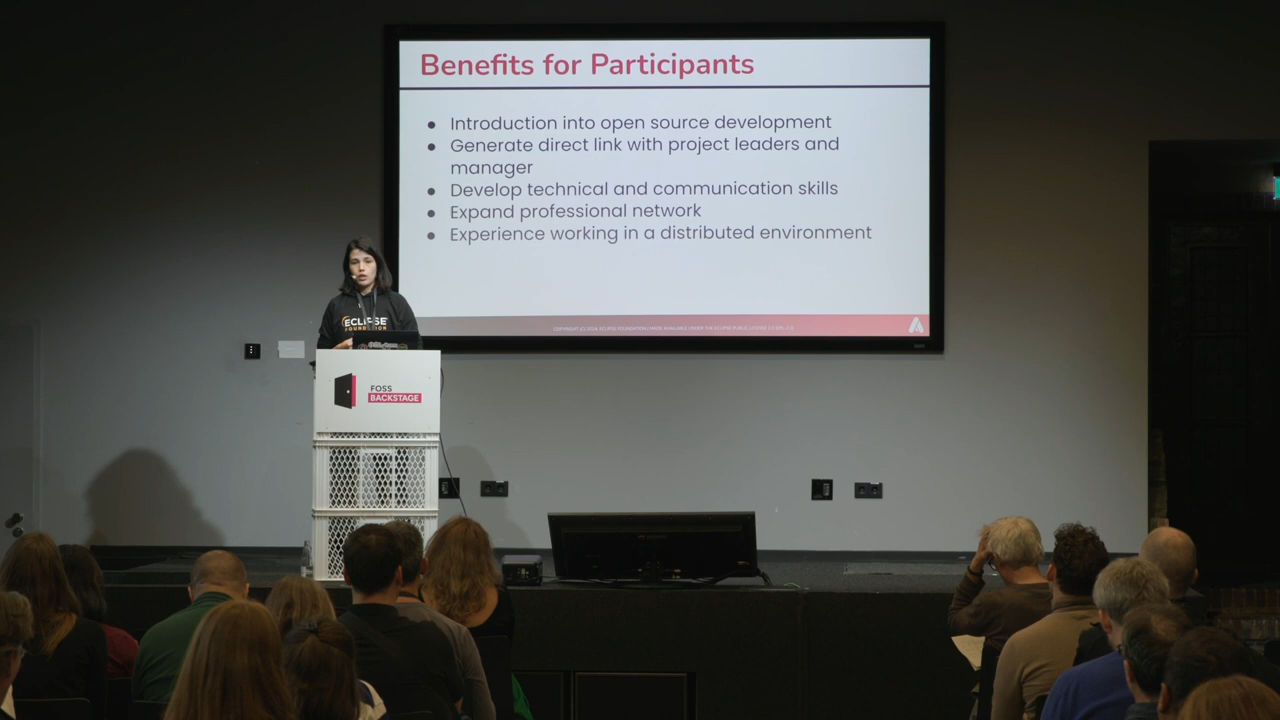 Benefits for Participants
● Introduction into open source development
● Generate direct link with project leaders and
manager
● Develop technical and communication skills
● Expand professional network
● Experience working in a distributed environment
ECLIPSE
FOUNDATION
FOSS
BACKSTAGE